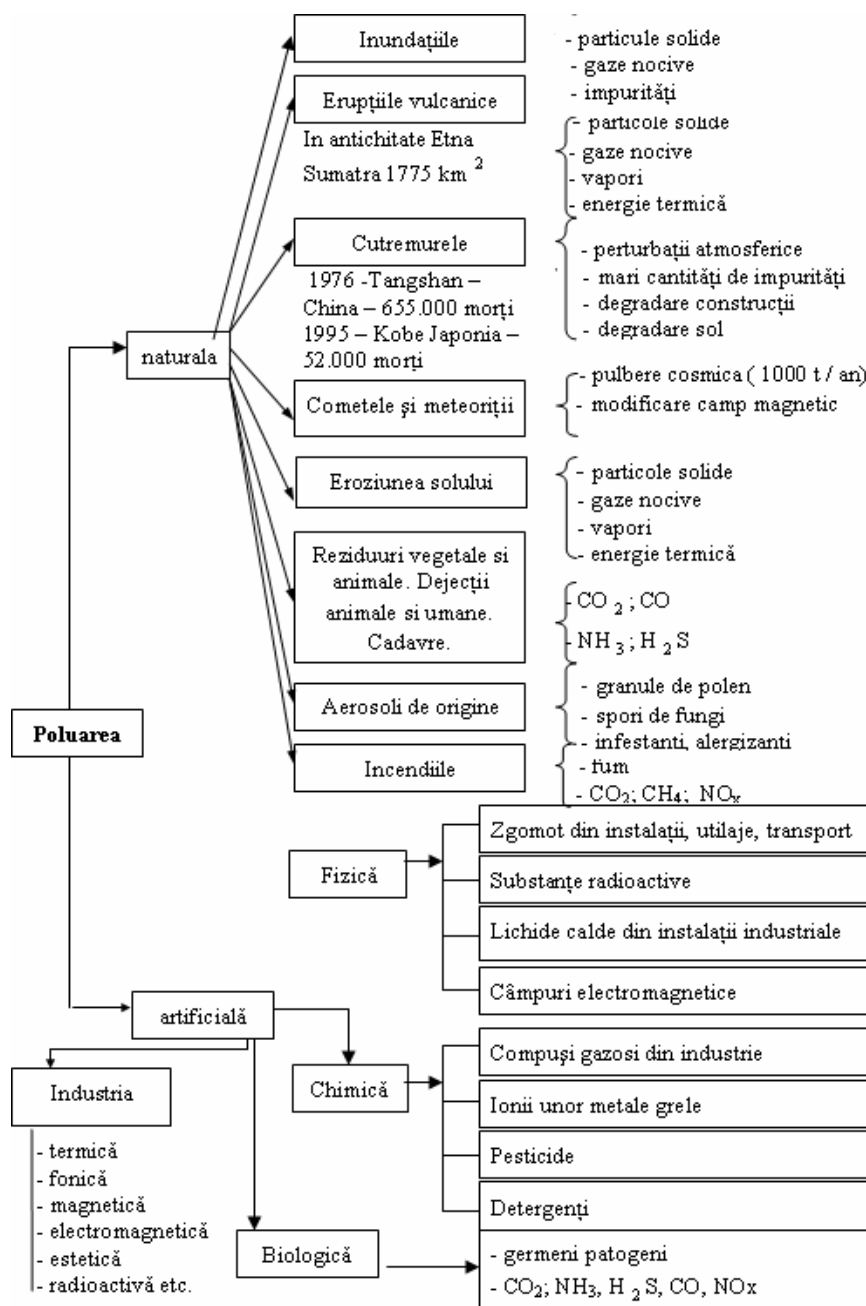 Inundațiile
- particule solide
- gaze nocive
- impurități
Erupțiile vulcanice
In antichitate Etna
Sumatra 1775 km 2
- particole solide
- gaze nocive
- vapori
- energie termică
Cutremurele
1976 -Tangshan –
China – 655.000 morți
1995 – Kobe Japonia –
52.000 morți
- perturbații atmosferice
- mari cantități de impurități
- degradare construcții
- degradare sol
naturala
Cometele și meteoriții
- pulbere cosmica ( 1000 t / an)
- modificare camp magnetic
Eroziunea solului
- particole solide
- gaze nocive
- vapori
- energie termică
Reziduuri vegetale si
animale. Dejecții
animale si umane.
Cadavre.
- CO 2 ; CO
- NH 3 ; H 2 S
Aerosoli de origine
- granule de polen
- spori de fungi
- infestanti, alergizanti
Poluarea
Incendiile
- fum
- CO2; CH4; NOx
Fizică
Zgomot din instalații, utilaje, transport
Substanțe radioactive
Lichide calde din instalații industriale
Câmpuri electromagnetice
artificială
Chimică
Compuși gazosi din industrie
Ionii unor metale grele
Pesticide
Detergenți
Industria
- termică
- fonică
- magnetică
- electromagnetică
- estetică
- radioactivă etc.
Biologică
- germeni patogeni
- CO2; NH3, H 2 S, CO, NOx